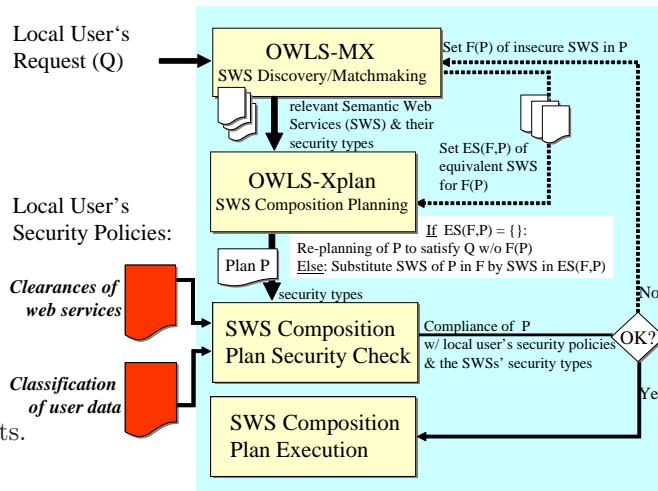 Local User's
Request (Q)
OWLS-MX
SWS Discovery/Matchmaking
Set F(P) of insecure SWS in P
relevant Semantic Web
Services (SWS) & their
security types
Set ES(F,P) of
equivalent SWS
for F(P)
OWLS-Xplan
SWS Composition Planning
Local User's
Security Policies:
If ES(F,P) = {}:
Re-planning of P to satisfy Q w/o F(P)
Else: Substitute SWS of P in F by SWS in ES(F,P)
Plan P
security types
Clearances of
web services
SWS Composition
Plan Security Check
Compliance of P
w/ local user's security policies
& the SWSs' security types
No
OK?
Yes
Classification
of user data
ts.
SWS Composition
Plan Execution